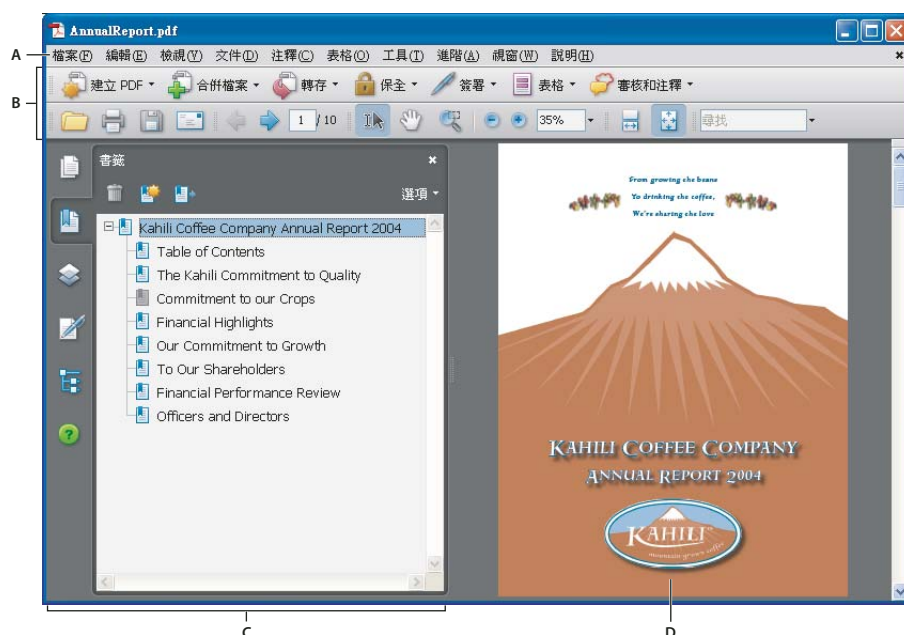 AnnualReport.pdf
A
檔案(F) 編輯(E) 檢視(V) 文件(D) 注釋(C) 表格(O) 工具(T) 進階(A) 視窗(W) 說明(H)
B
建立 PDF 合併檔案 轉存 保全 簽署 表格 審核和注釋
1 / 10 35% 尋找
書籤
選項
Kahili Coffee Company Annual Report 2004
Table of Contents
The Kahili Commitment to Quality
Commitment to our Crops
Financial Highlights
Our Commitment to Growth
To Our Shareholders
Financial Performance Review
Officers and Directors
From growing the beans
To drinking the coffee,
We're sharing the love
KAHILI COFFEE COMPANY
ANNUAL REPORT 2004
KAHILI
mountain grown coffee
C
D